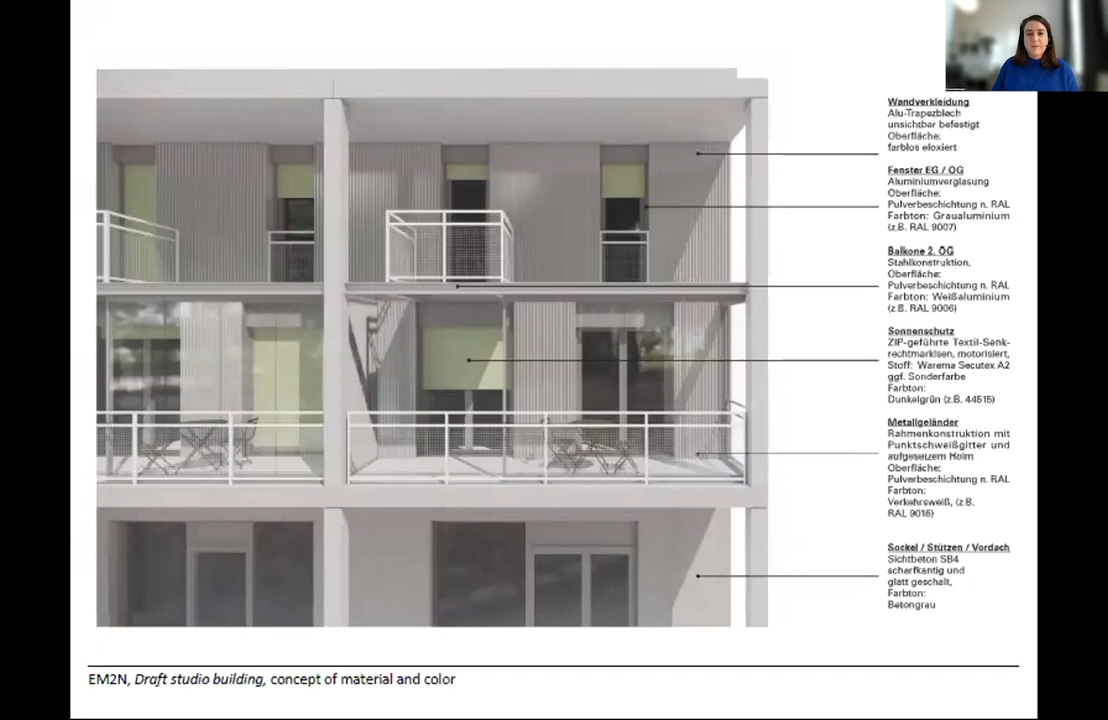 Wandverkleidung
Alu-Trapezblech
unsichtbar befestigt
Oberfläche:
farblos eloxiert
Fenster EG / OG
Aluminiumverglasung
Oberfläche:
Pulverbeschichtung n. RAL
Farbton: Graualuminium
(z.B. RAL 9007)
Balkone 2. OG
Stahlkonstruktion,
Oberfläche:
Pulverbeschichtung n. RAL
Farbton: Weißaluminium
(z.B. RAL 9006)
Sonnenschutz
ZIP-geführte Textil-Senk-
rechtmarkisen, motorisiert,
Stoff: Warema Secutex A2
ggf. Sonderfarbe
Farbton:
Dunkelgrün (z.B. 44515)
Metallgeländer
Rahmenkonstruktion mit
Punktschweißgitter und
aufgesetzem Holm
Oberfläche:
Pulverbeschichtung n. RAL
Farbton:
Verkehrsweiß, (z.B.
RAL 9016)
Sockel / Stützen / Vordach
Sichtbeton SB4
scharfkantig und
glatt geschalt,
Farbton:
Betongrau
EM2N, Draft studio building, concept of material and color